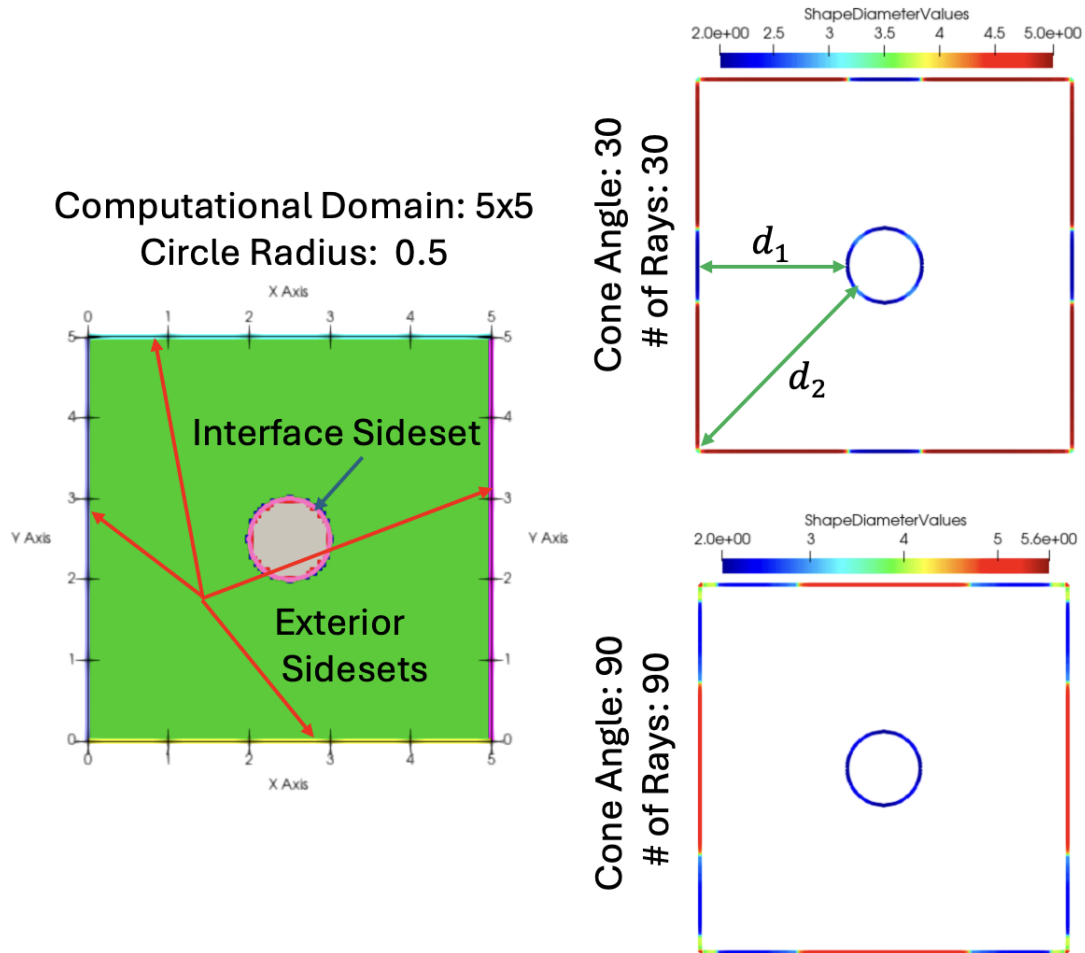 Computational Domain: 5x5
Circle Radius: 0.5
X Axis
0 1 2 3 4 5
5 5
4 4
Interface Sideset
3 3
Y Axis Y Axis
2 2
Exterior
Sidesets
1 1
0 0
0 1 2 3 4 5
X Axis
Cone Angle: 30
# of Rays: 30
ShapeDiameterValues
2.0e+00 2.5 3 3.5 4 4.5 5.0e+00
d₁
d₂
Cone Angle: 90
# of Rays: 90
ShapeDiameterValues
2.0e+00 3 4 5 5.6e+00